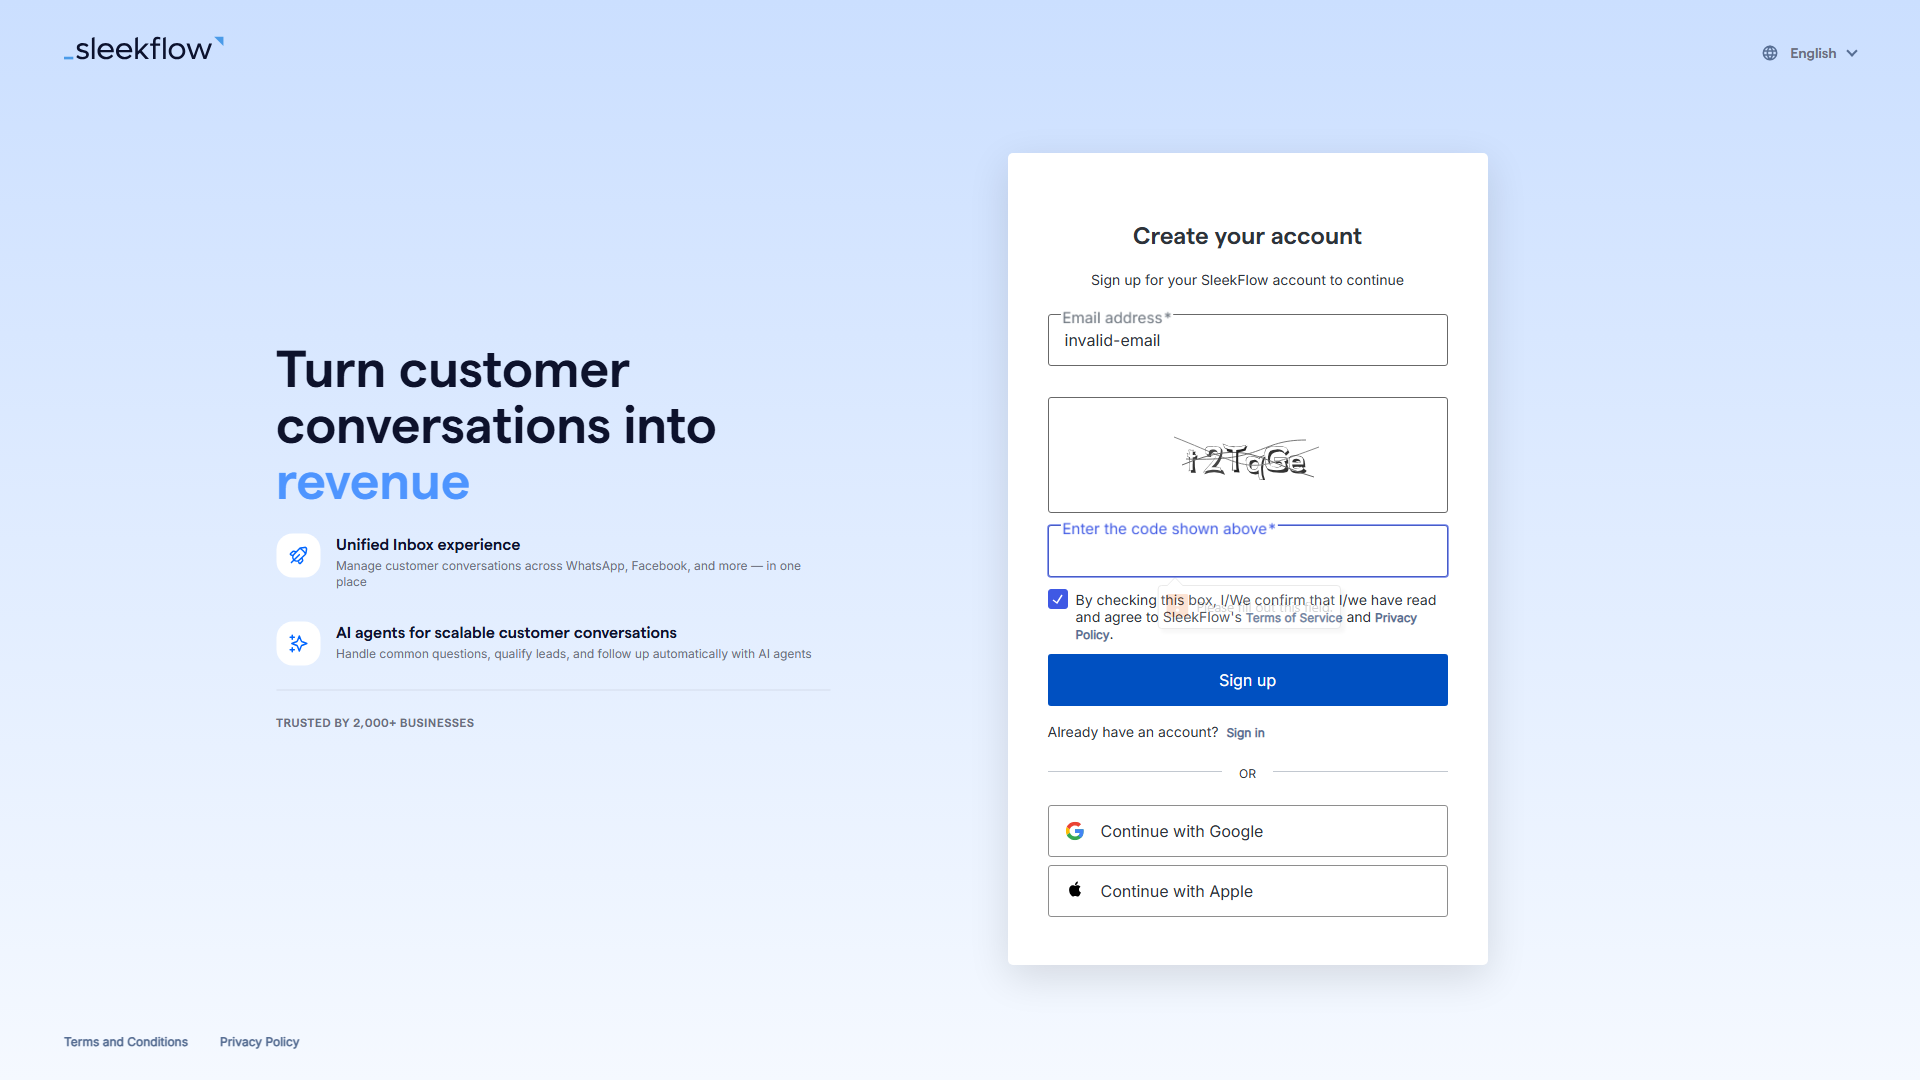 sleekflow
English
Turn customer
conversations into
revenue
Unified Inbox experience
Manage customer conversations across WhatsApp, Facebook, and more — in one
place
AI agents for scalable customer conversations
Handle common questions, qualify leads, and follow up automatically with AI agents
TRUSTED BY 2,000+ BUSINESSES
Create your account
Sign up for your SleekFlow account to continue
Email address*
invalid-email
Enter the code shown above*
By checking this box, I/We confirm that I/we have read
and agree to SleekFlow's Terms of Service and Privacy
Policy.
Please fill out this field.
Sign up
Already have an account? Sign in
OR
Continue with Google
Continue with Apple
Terms and Conditions
Privacy Policy